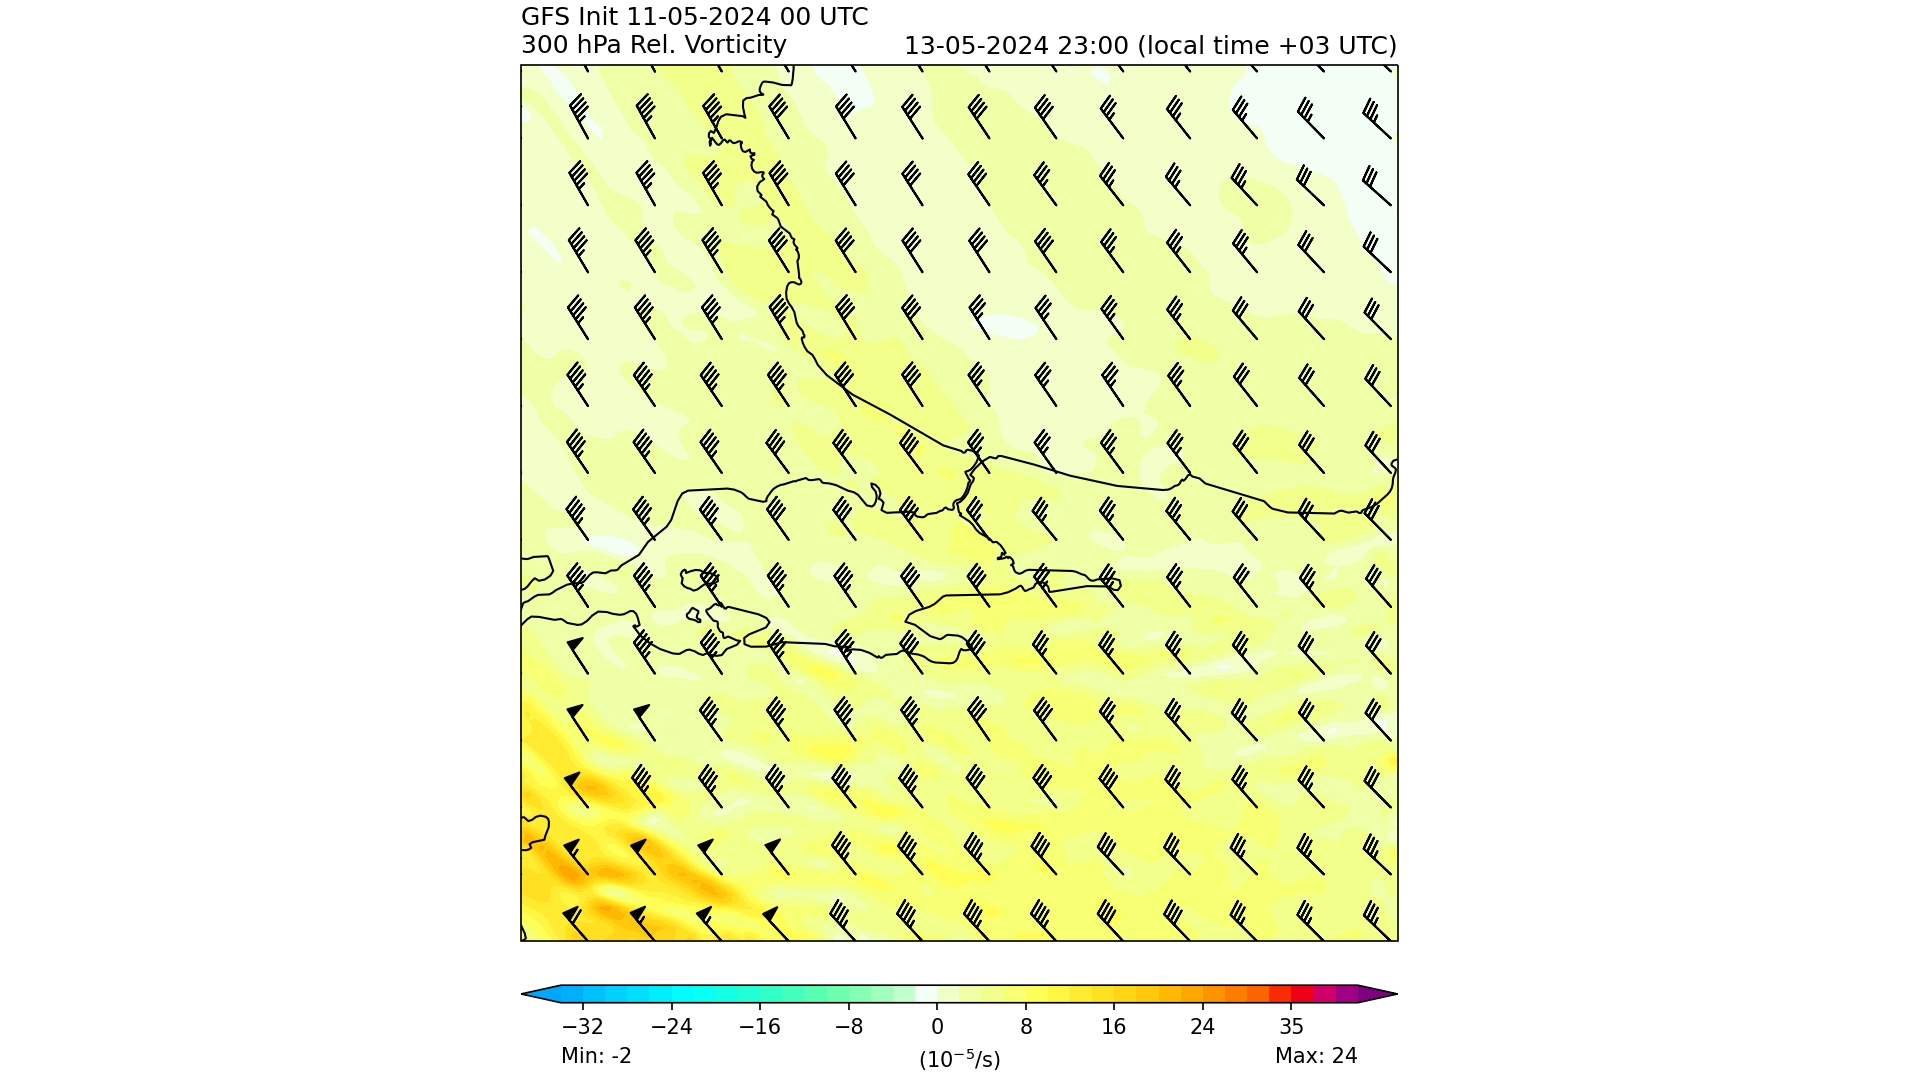 GFS Init 11-05-2024 00 UTC
300 hPa Rel. Vorticity
13-05-2024 23:00 (local time +03 UTC)
−32 −24 −16 −8 0 8 16 24 35
Min: -2
(10⁻⁵/s)
Max: 24